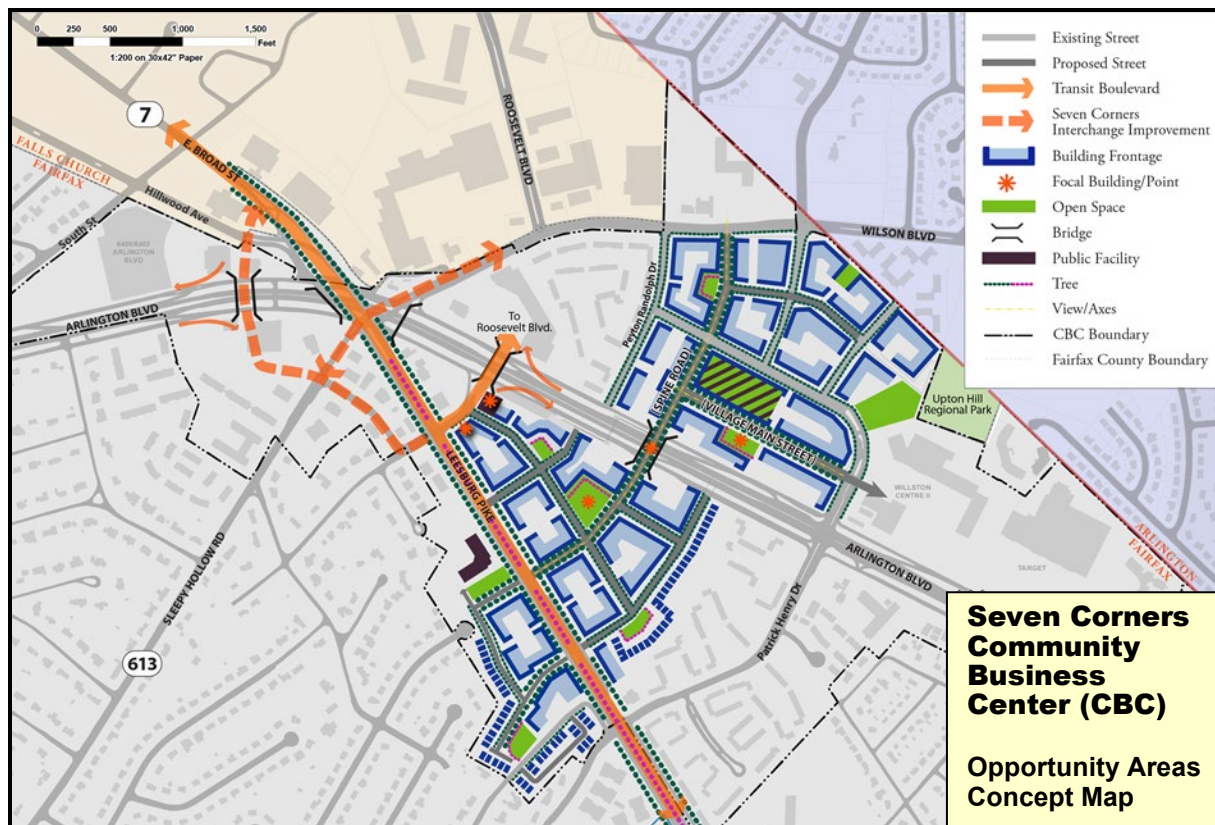 0 250 500 1,000 1,500
Feet
1:200 on 30x42" Paper
7
E. BROAD ST.
ROOSEVELT BLVD
FALLS CHURCH
FAIRFAX
Hillwood Ave
South St
6400/6402
ARLINGTON
BLVD
ARLINGTON BLVD
To
Roosevelt Blvd.
Peyton Randolph Dr
WILSON BLVD
[SPINE ROAD]
[VILLAGE MAIN STREET]
Upton Hill
Regional Park
WILLSTON
CENTRE II
LEESBURG PIKE
ARLINGTON BLVD
ARLINGTON
FAIRFAX
TARGET
SLEEPY HOLLOW RD
Patrick Henry Dr
613
Existing Street
Proposed Street
Transit Boulevard
Seven Corners
Interchange Improvement
Building Frontage
Focal Building/Point
Open Space
Bridge
Public Facility
Tree
View/Axes
CBC Boundary
Fairfax County Boundary
Seven Corners
Community
Business
Center (CBC)
Opportunity Areas
Concept Map